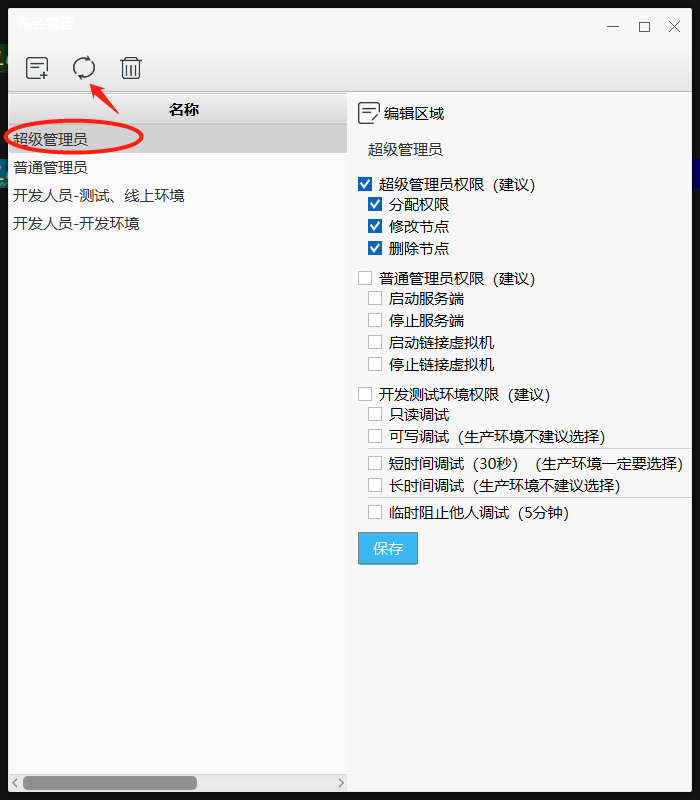 角色管理
名称
超级管理员
普通管理员
开发人员-测试、线上环境
开发人员-开发环境
编辑区域
超级管理员
超级管理员权限（建议）
分配权限
修改节点
删除节点
普通管理员权限（建议）
启动服务端
停止服务端
启动链接虚拟机
停止链接虚拟机
开发测试环境权限（建议）
只读调试
可写调试（生产环境不建议选择）
短时间调试（30秒）（生产环境一定要选择）
长时间调试（生产环境不建议选择）
临时阻止他人调试（5分钟）
保存